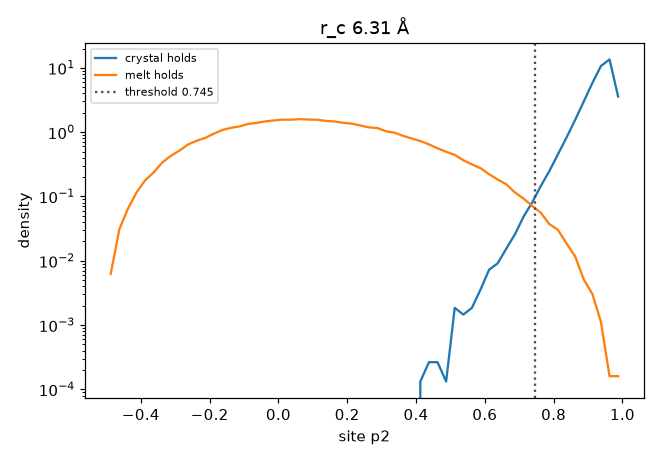 r_c 6.31 Å
crystal holds
melt holds
threshold 0.745
density
10¹
10⁰
10⁻¹
10⁻²
10⁻³
10⁻⁴
−0.4 −0.2 0.0 0.2 0.4 0.6 0.8 1.0
site p2